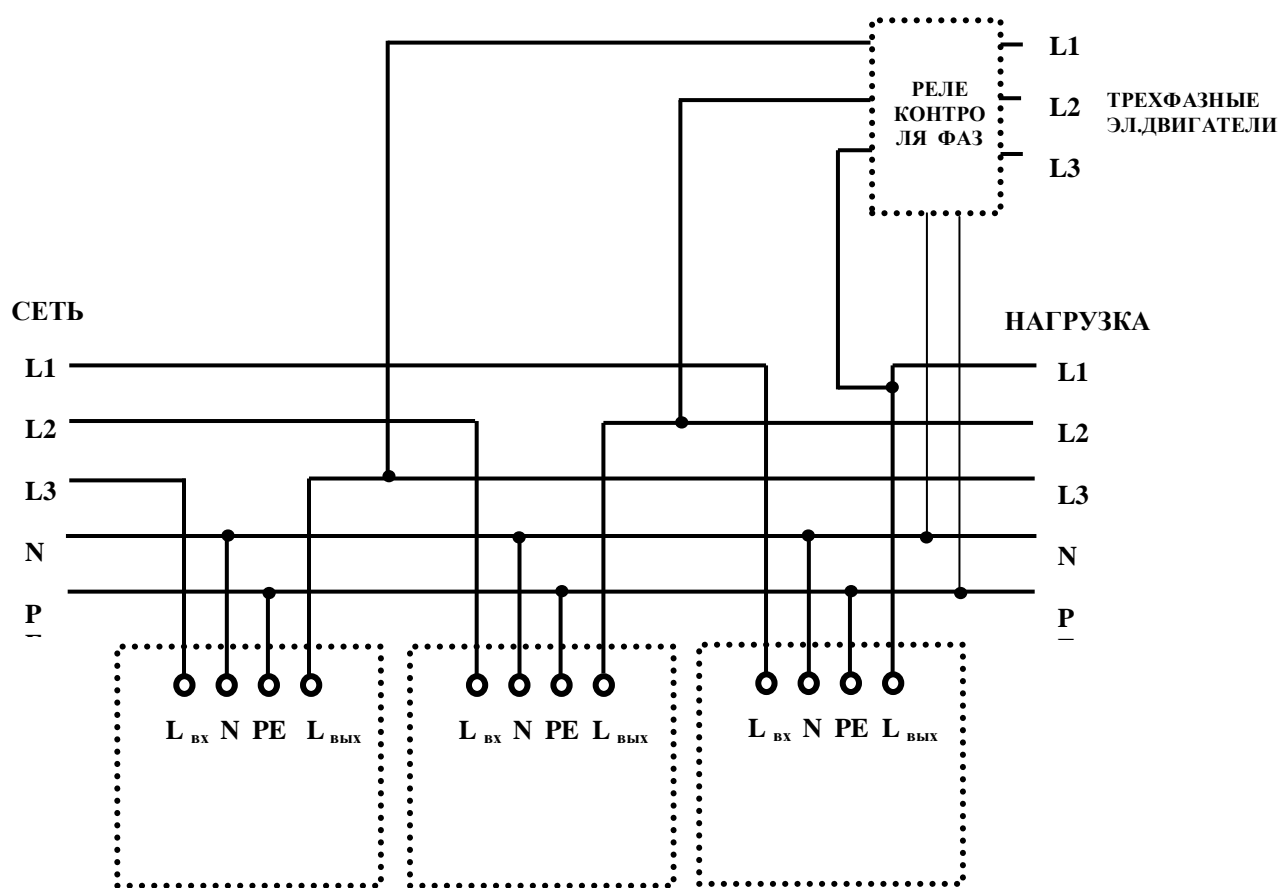 L1
РЕЛЕ
КОНТРО
ЛЯ ФАЗ
L2
ТРЕХФАЗНЫЕ
ЭЛ.ДВИГАТЕЛИ
L3
СЕТЬ
НАГРУЗКА
L1
L1
L2
L2
L3
L3
N
N
P
P
L вх N PE L вых
L вх N PE L вых
L вх N PE L вых